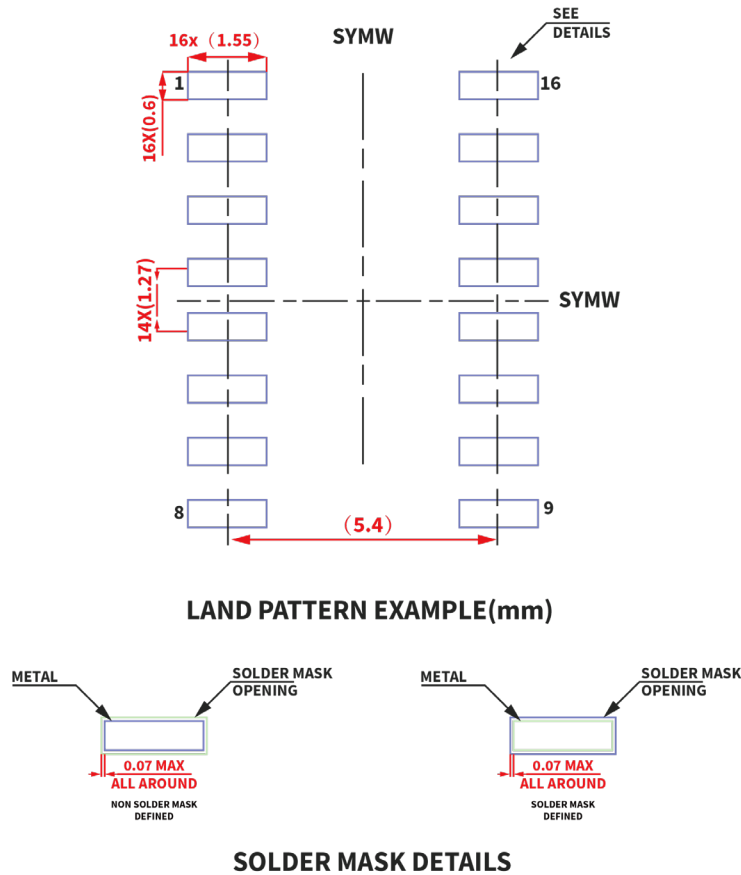 SEE
DETAILS
SYMW
16x（1.55）
1
16
16X(0.6)
14X(1.27)
SYMW
8
9
（5.4）
LAND PATTERN EXAMPLE(mm)
METAL
SOLDER MASK
OPENING
0.07 MAX
ALL AROUND
NON SOLDER MASK
DEFINED
METAL
SOLDER MASK
OPENING
0.07 MAX
ALL AROUND
SOLDER MASK
DEFINED
SOLDER MASK DETAILS